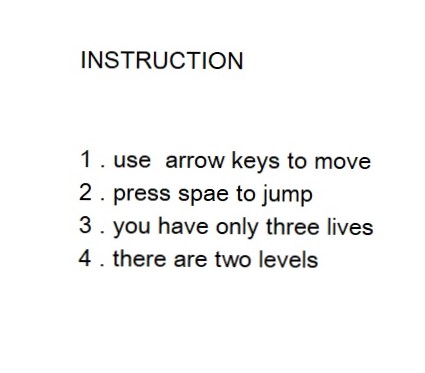 INSTRUCTION
1 . use  arrow keys to move
2 . press spae to jump
3 . you have only three lives
4 . there are two levels